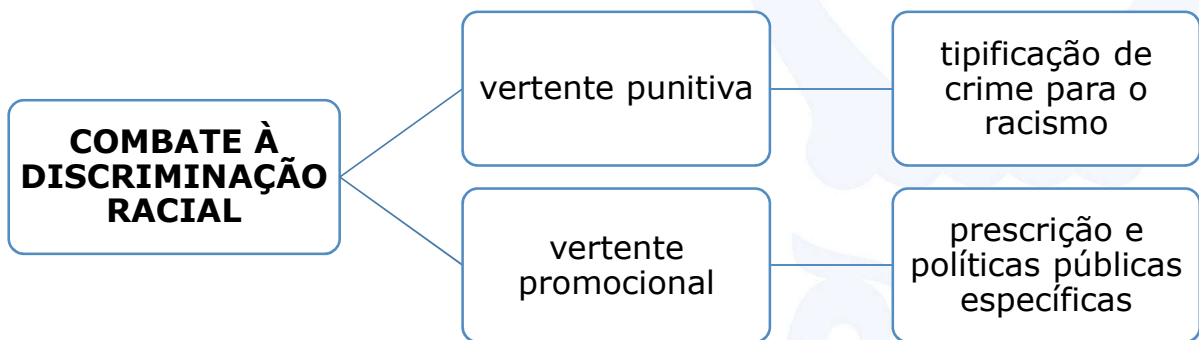 COMBATE À
DISCRIMINAÇÃO
RACIAL
vertente punitiva
tipificação de
crime para o
racismo
vertente
promocional
prescrição e
políticas públicas
específicas